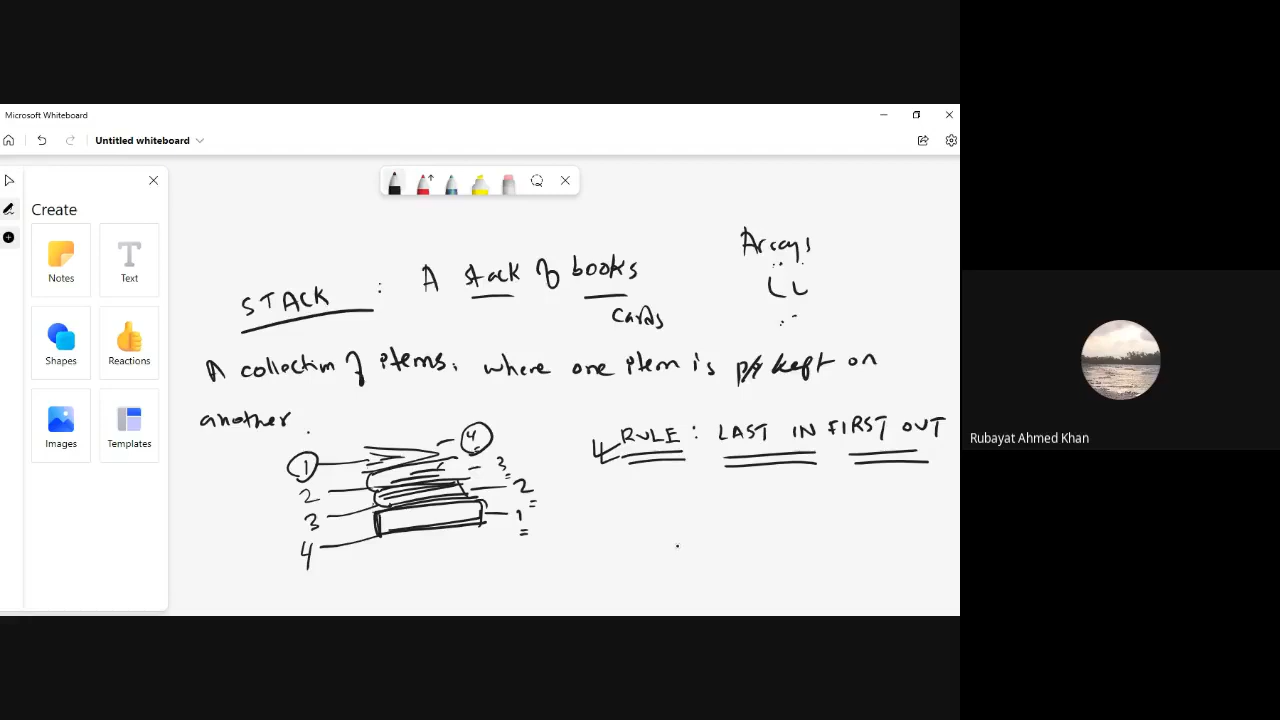 Microsoft Whiteboard
Untitled whiteboard
Create
Notes
Text
Shapes
Reactions
Images
Templates
Arrays
STACK : A stack of books
cards
A collection of items, where one item is kept on
another.
RULE : LAST IN FIRST OUT
1
2
3
4
4
3
2
1
Rubayat Ahmed Khan